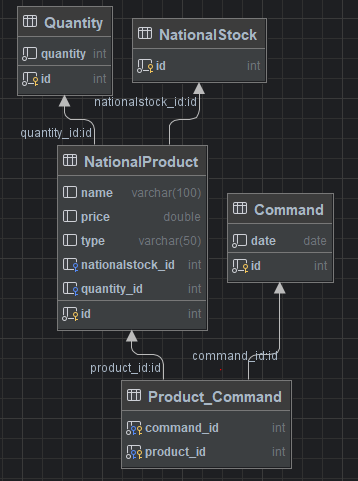 Quantity
quantity int
id int
NationalStock
id int
nationalstock_id:id
quantity_id:id
NationalProduct
name varchar(100)
price double
type varchar(50)
nationalstock_id int
quantity_id int
id int
Command
date date
id int
product_id:id
command_id:id
Product_Command
command_id int
product_id int